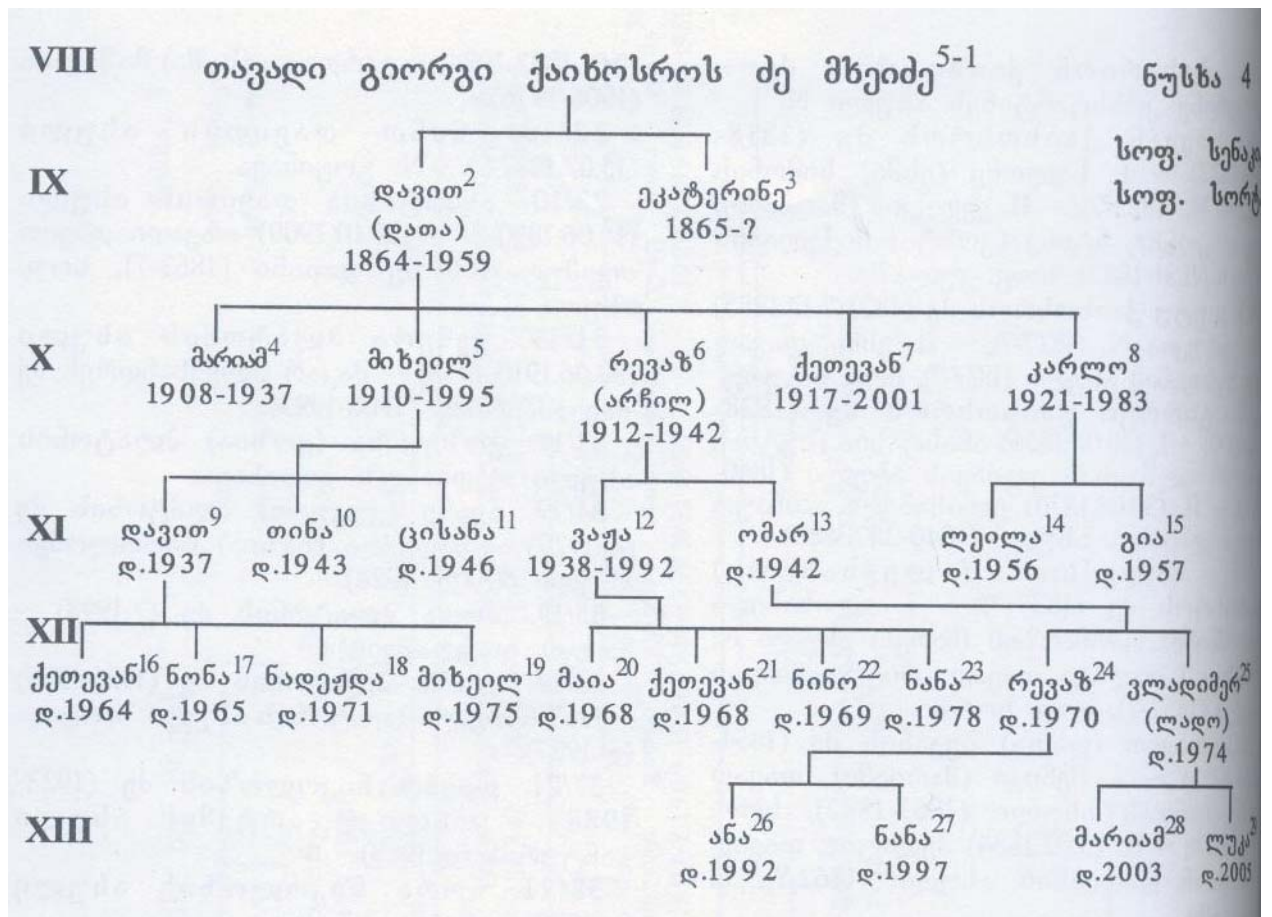 VIII თავადი გიორგი ქაიხოსროს ძე მხეიძე5-1 ნუსხა 4
სოფ.
სოფ.
IX დავით2 ეკატერინე3
(დათა) 1865-?
1864-1959
X მარიამ4 მიხეილ5 რევაზ6 ქეთევან7 კარლო8
1908-1937 1910-1995 (არჩილ) 1917-2001 1921-1983
1912-1942
XI დავით9 თინა10 ცისანა11 ვაჟა12 ომარ13 ლეილა14 გია15
დ.1937 დ.1943 დ.1946 1938-1992 დ.1942 დ.1956 დ.1957
XII
ქეთევან16 ნონა17 ნადეჟდა18 მიხეილ19 მაია20 ქეთევან21 ნინო22 ნანა23 რევაზ24 ვლადიმერ25
დ.1964 დ.1965 დ.1971 დ.1975 დ.1968 დ.1968 დ.1969 დ.1978 დ.1970 (ლადო)
დ.1974
XIII ანა26 ნანა27 მარიამ28 ლუკა
დ.1992 დ.1997 დ.2003 დ.2005